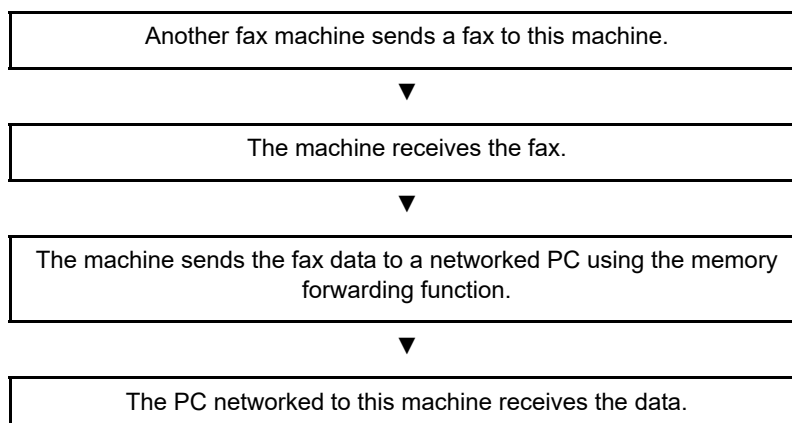 Another fax machine sends a fax to this machine.
▼
The machine receives the fax.
▼
The machine sends the fax data to a networked PC using the memory
forwarding function.
▼
The PC networked to this machine receives the data.